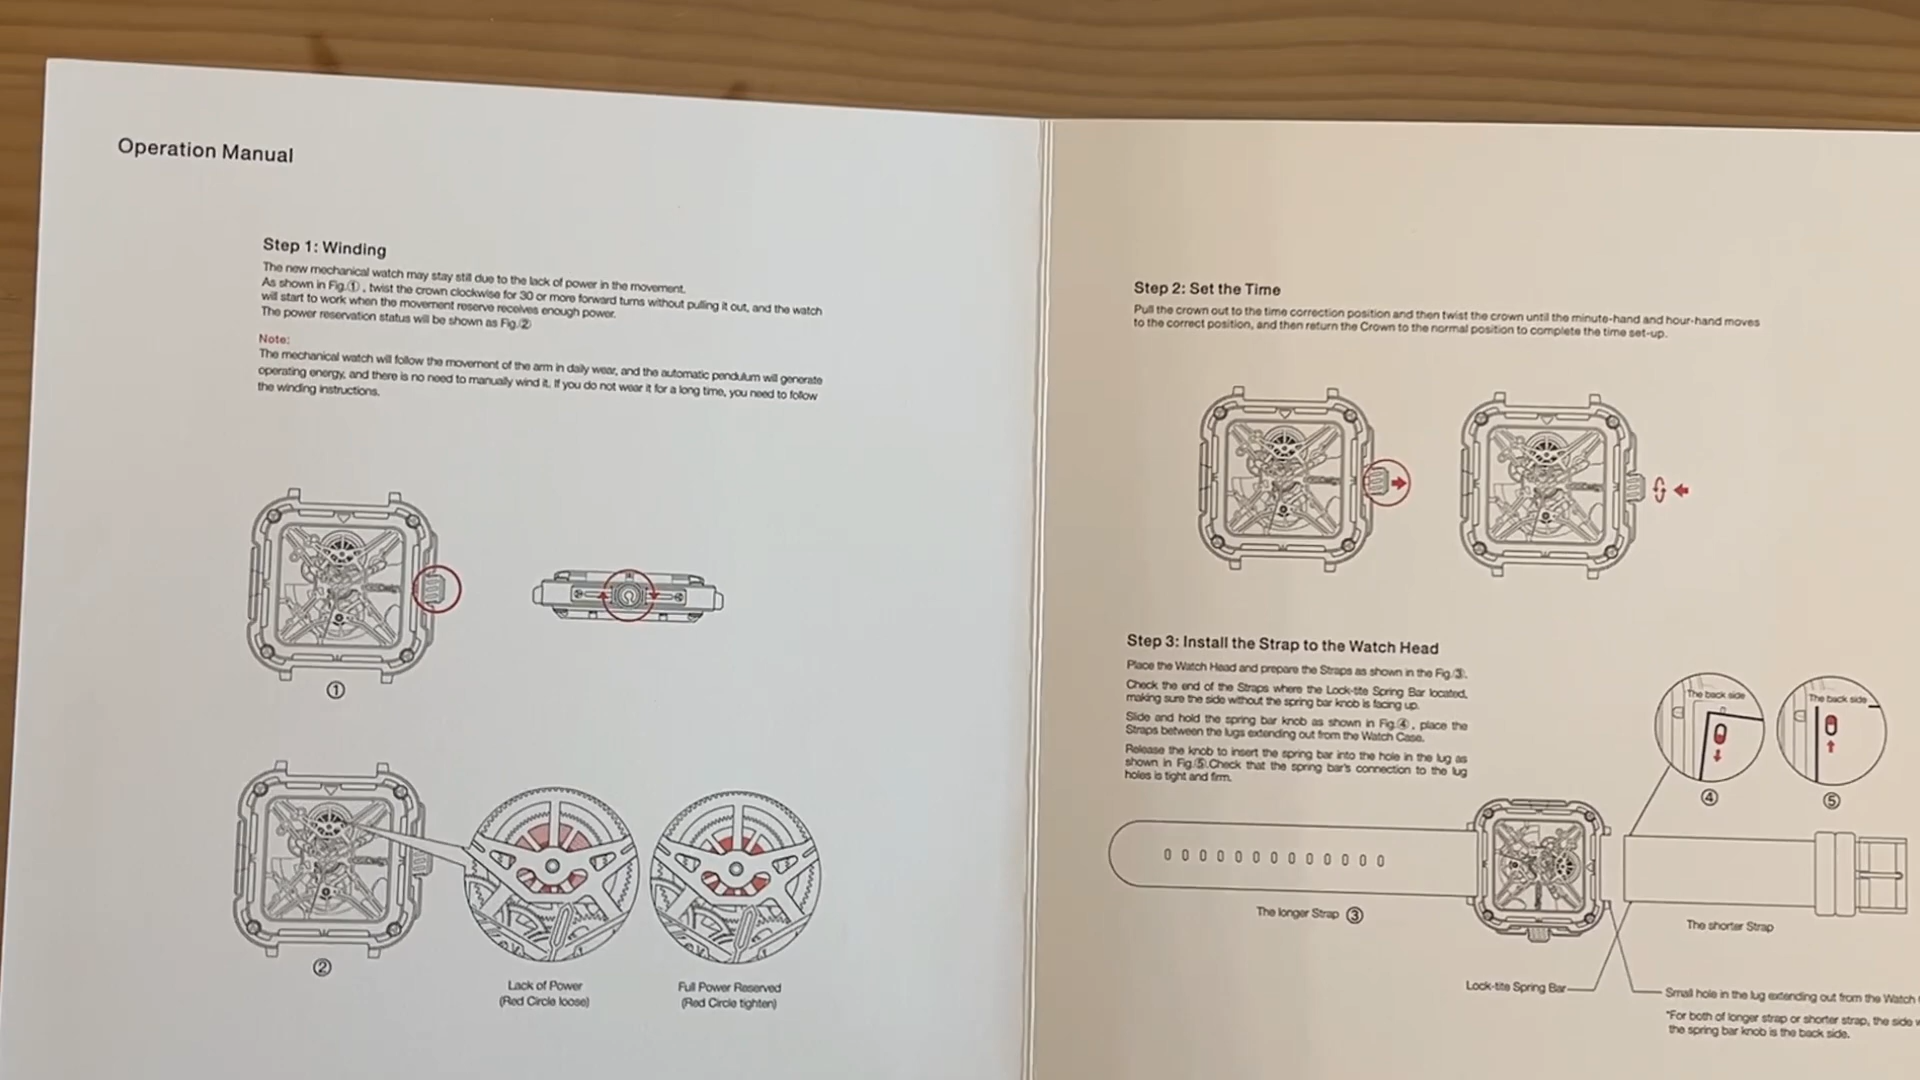 Operation Manual
Step 1: Winding
The new mechanical watch may stay still due to the lack of power in the movement.
As shown in Fig.①, twist the crown clockwise for 30 or more forward turns without pulling it out, and the watch
will start to work when the movement reserve receives enough power.
The power reservation status will be shown as Fig.②
Note:
The mechanical watch will follow the movement of the arm in daily wear, and the automatic pendulum will generate
operating energy, and there is no need to manually wind it. If you do not wear it for a long time, you need to follow
the winding instructions.
①
②
Lack of Power
(Red Circle loose)
Full Power Reserved
(Red Circle tighten)
Step 2: Set the Time
Pull the crown out to the time correction position and then twist the crown until the minute-hand and hour-hand moves
to the correct position, and then return the Crown to the normal position to complete the time set-up.
Step 3: Install the Strap to the Watch Head
Place the Watch Head and prepare the Straps as shown in the Fig.③.
Check the end of the Straps where the Lock-tite Spring Bar located,
making sure the side without the spring bar knob is facing up.
Slide and hold the spring bar knob as shown in Fig.④, place the
Straps between the lugs extending out from the Watch Case.
Release the knob to insert the spring bar into the hole in the lug as
shown in Fig.⑤.Check that the spring bar's connection to the lug
holes is tight and firm.
The back side
④
The back side
⑤
The longer Strap ③
The shorter Strap
Lock-tite Spring Bar
Small hole in the lug extending out from the Watch
*For both of longer strap or shorter strap, the side
the spring bar knob is the back side.